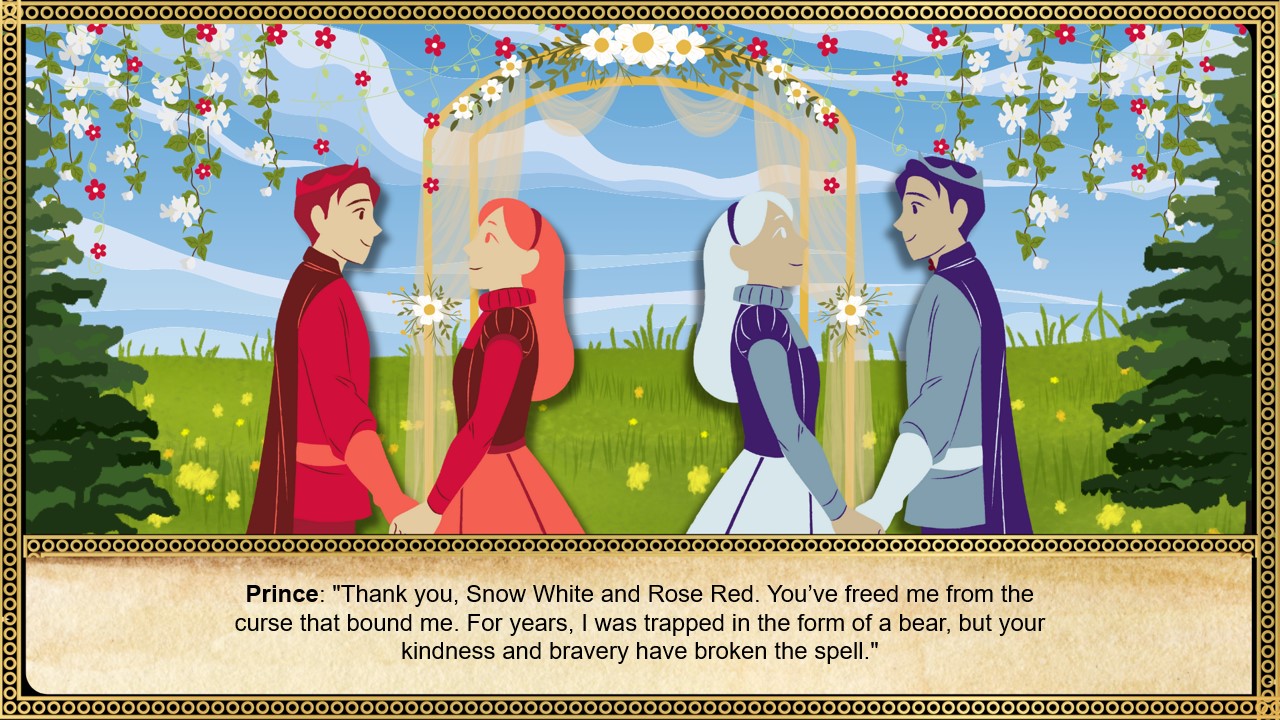 Prince: "Thank you, Snow White and Rose Red. You’ve freed me from the
curse that bound me. For years, I was trapped in the form of a bear, but your
kindness and bravery have broken the spell."